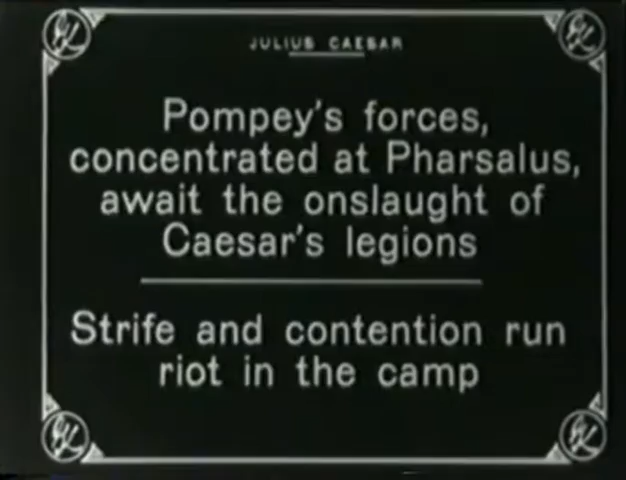 JULIUS CAESAR
Pompey's forces,
concentrated at Pharsalus,
await the onslaught of
Caesar's legions
Strife and contention run
riot in the camp